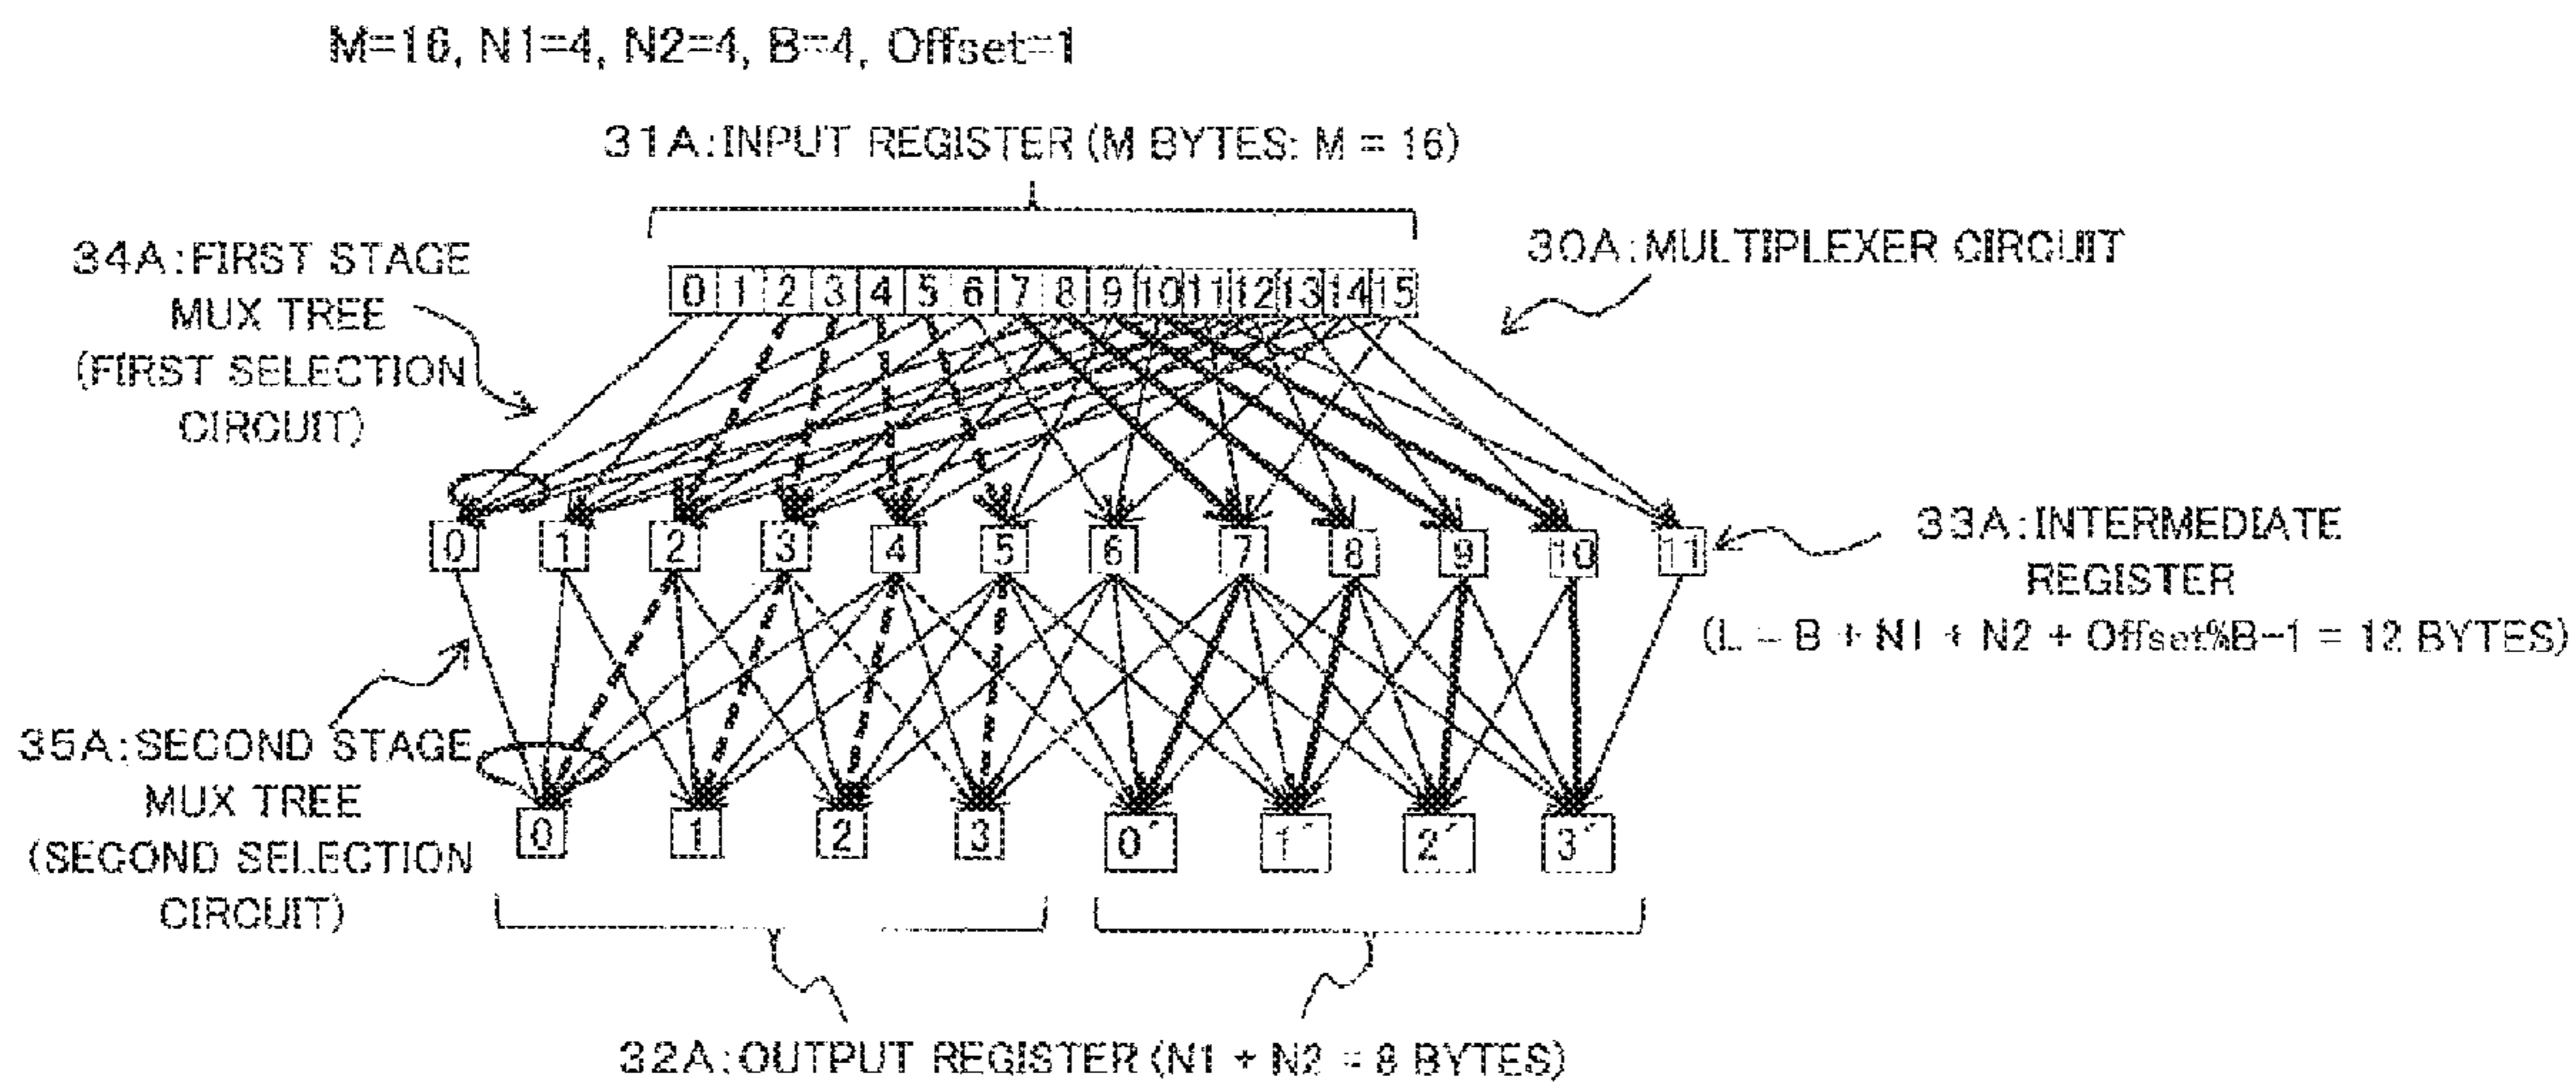 M=16, N1=4, N2=4, B=4, Offset=1
31A:INPUT REGISTER (M BYTES: M = 16)
34A:FIRST STAGE
MUX TREE
(FIRST SELECTION
CIRCUIT)
30A:MULTIPLEXER CIRCUIT
0 1 2 3 4 5 6 7 8 9 10 11 12 13 14 15
0 1 2 3 4 5 6 7 8 9 10 11
33A:INTERMEDIATE
REGISTER
(L = B + N1 + N2 + Offset%B-1 = 12 BYTES)
35A:SECOND STAGE
MUX TREE
(SECOND SELECTION
CIRCUIT)
0 1 2 3 0´ 1´ 2´ 3´
32A:OUTPUT REGISTER (N1 + N2 = 8 BYTES)